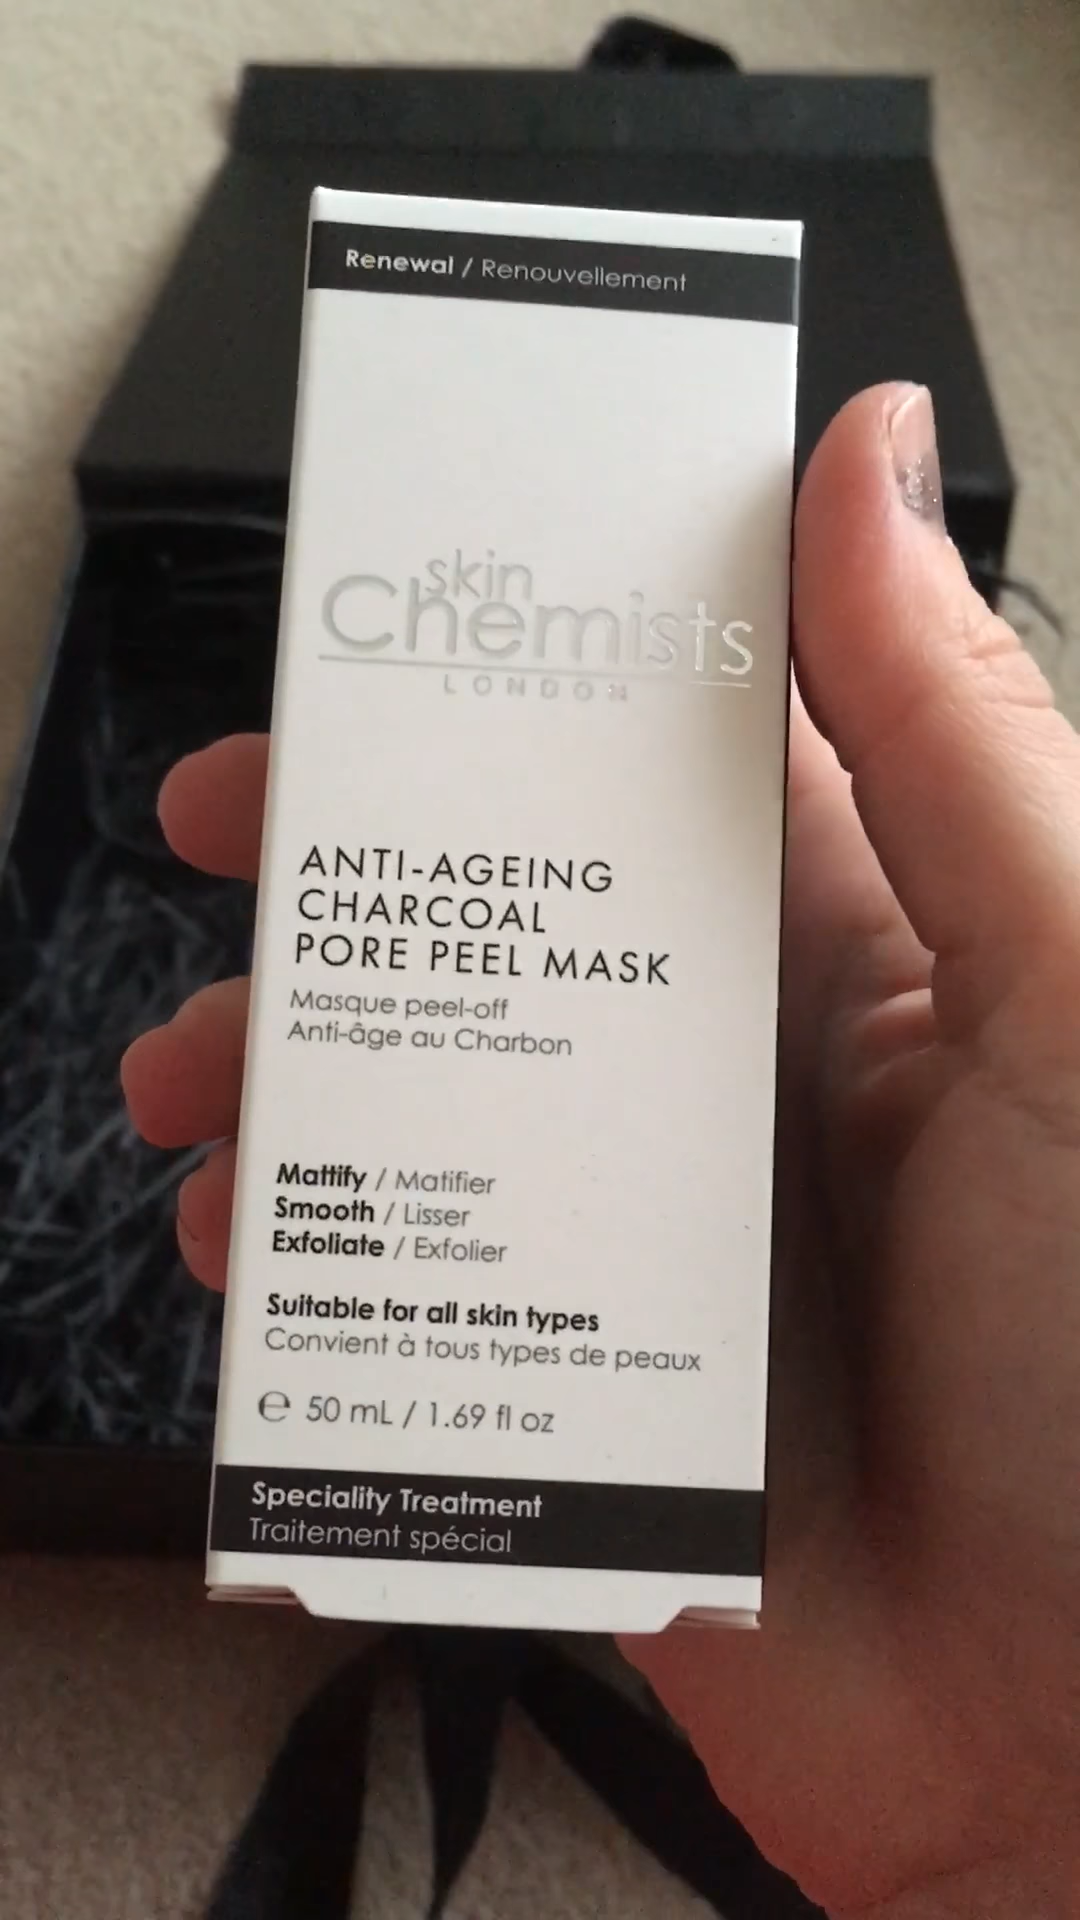 Renewal / Renouvellement
skin
Chemists
LONDON
ANTI-AGEING
CHARCOAL
PORE PEEL MASK
Masque peel-off
Anti-âge au Charbon
Mattify / Matifier
Smooth / Lisser
Exfoliate / Exfolier
Suitable for all skin types
Convient à tous types de peaux
℮ 50 mL / 1.69 fl oz
Speciality Treatment
Traitement spécial